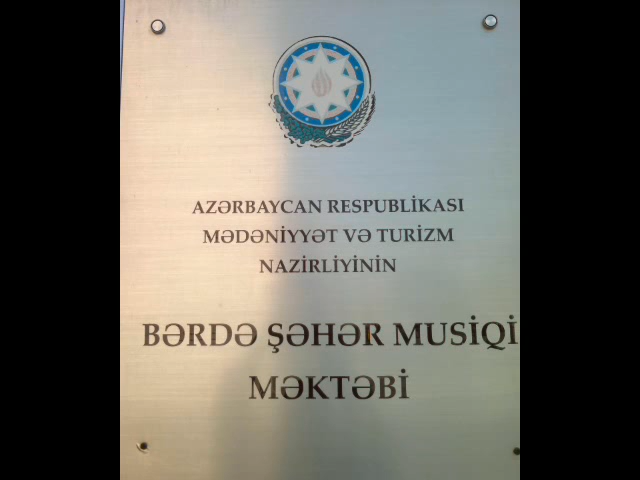 AZƏRBAYCAN RESPUBLİKASI
MƏDƏNİYYƏT VƏ TURİZM
NAZİRLİYİNİN
BƏRDƏ ŞƏHƏR MUSİQİ
MƏKTƏBİ